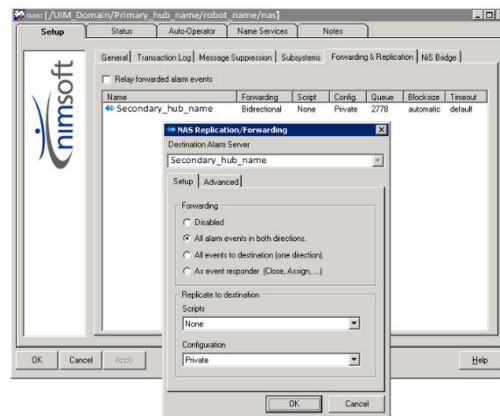 nas: [/UIM_Domain/Primary_hub_name/robot_name/nas]
Setup Status Auto-Operator Name Services Notes
General Transaction Log Message Suppression Subsystems Forwarding & Replication NiS Bridge
Relay forwarded alarm events
Name Forwarding Script Config. Queue Blocksize Timeout
Secondary_hub_name Bidirectional None Private 2778 automatic default
nimsoft
NAS Replication/Forwarding
Destination Alarm Server
Secondary_hub_name
Setup Advanced
Forwarding
Disabled
All alarm events in both directions.
All events to destination (one direction).
As event responder (Close, Assign, ...)
Replicate to destination
Scripts
None
Configuration
Private
OK Cancel
OK Cancel Apply Help